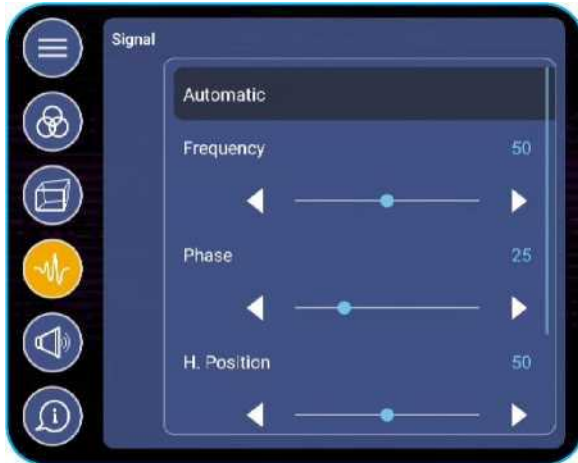 Signal
Automatic
Frequency 50
Phase 25
H. Position 50